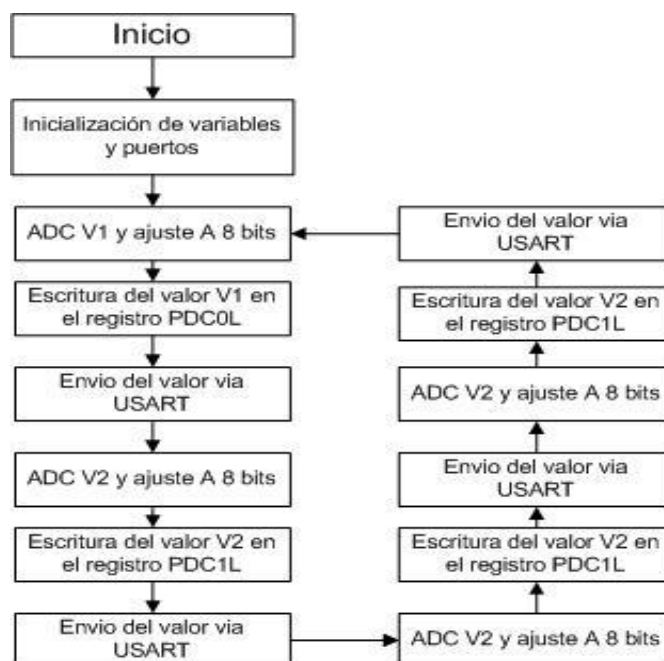 Inicio
Inicialización de variables
y puertos
ADC V1 y ajuste A 8 bits
Escritura del valor V1 en
el registro PDC0L
Envio del valor via
USART
ADC V2 y ajuste A 8 bits
Escritura del valor V2 en
el registro PDC1L
Envio del valor via
USART
ADC V2 y ajuste A 8 bits
Escritura del valor V2 en
el registro PDC1L
Envio del valor via
USART
ADC V2 y ajuste A 8 bits
Escritura del valor V2 en
el registro PDC1L
Envio del valor via
USART